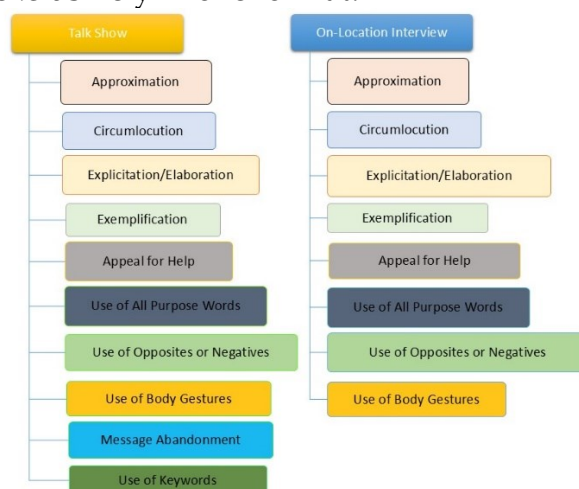 Talk Show
Approximation
Circumlocution
Explicitation/Elaboration
Exemplification
Appeal for Help
Use of All Purpose Words
Use of Opposites or Negatives
Use of Body Gestures
Message Abandonment
Use of Keywords
On-Location Interview
Approximation
Circumlocution
Explicitation/Elaboration
Exemplification
Appeal for Help
Use of All Purpose Words
Use of Opposites or Negatives
Use of Body Gestures